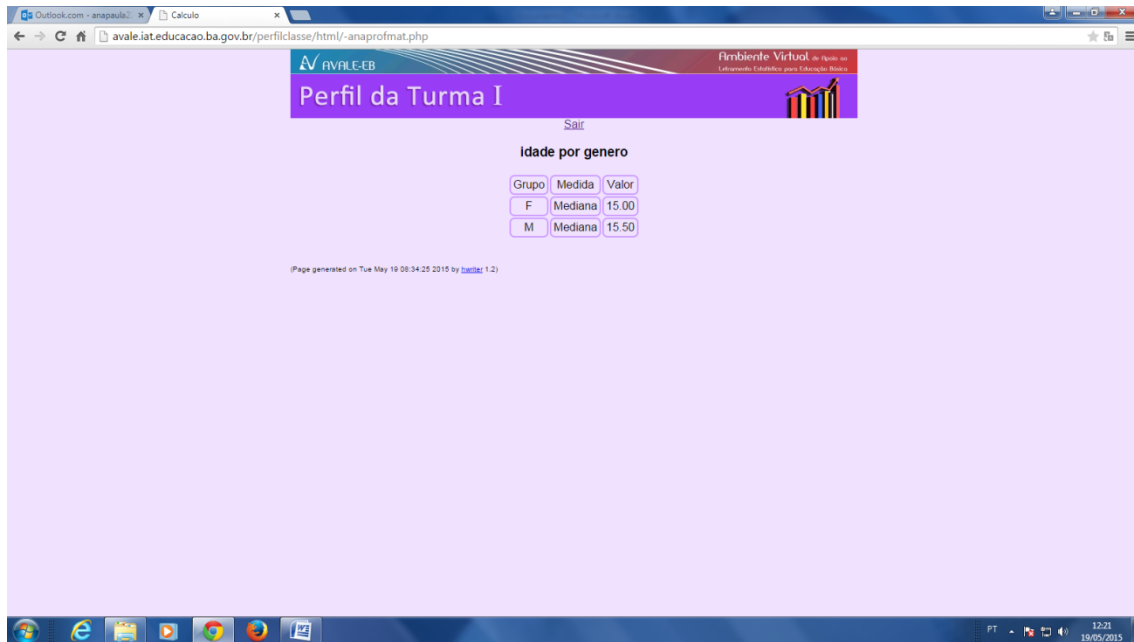 Outlook.com - anapaula2.
Calculo
avale.iat.educacao.ba.gov.br/perfilclasse/html/-anaprofmat.php
AV AVALE-EB
Ambiente Virtual de Apoio ao
Letramento Estatístico para Educação Básica
Perfil da Turma I
Sair
idade por genero
Grupo Medida Valor
F Mediana 15.00
M Mediana 15.50
(Page generated on Tue May 19 08:34:25 2015 by hwriter 1.2)
PT 12:21
19/05/2015